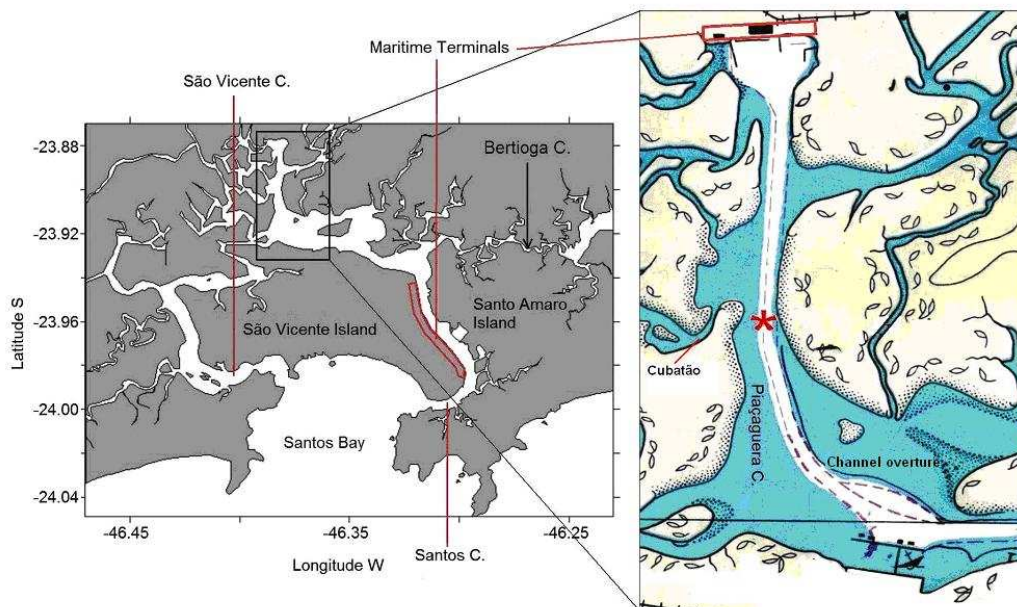 Maritime Terminals
São Vicente C.
Bertioga C.
-23.88
-23.92
-23.96
-24.00
-24.04
Latitude S
São Vicente Island
Santo Amaro
Island
Santos Bay
-46.45
-46.35
-46.25
Longitude W
Santos C.
Cubatão
Piaçaguera C
Channel overture